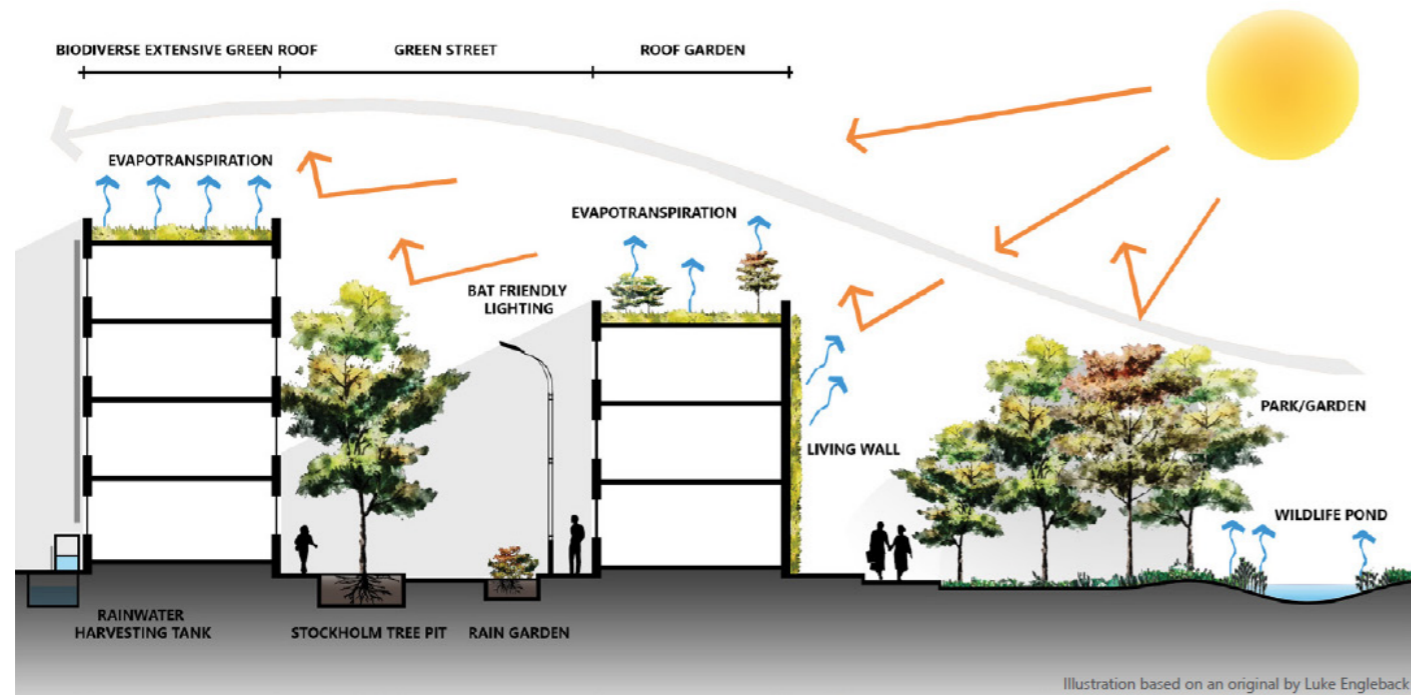 BIODIVERSE EXTENSIVE GREEN ROOF
GREEN STREET
ROOF GARDEN
EVAPOTRANSPIRATION
EVAPOTRANSPIRATION
BAT FRIENDLY
LIGHTING
PARK/GARDEN
LIVING WALL
WILDLIFE POND
RAINWATER
HARVESTING TANK
STOCKHOLM TREE PIT
RAIN GARDEN
Illustration based on an original by Luke Engleback